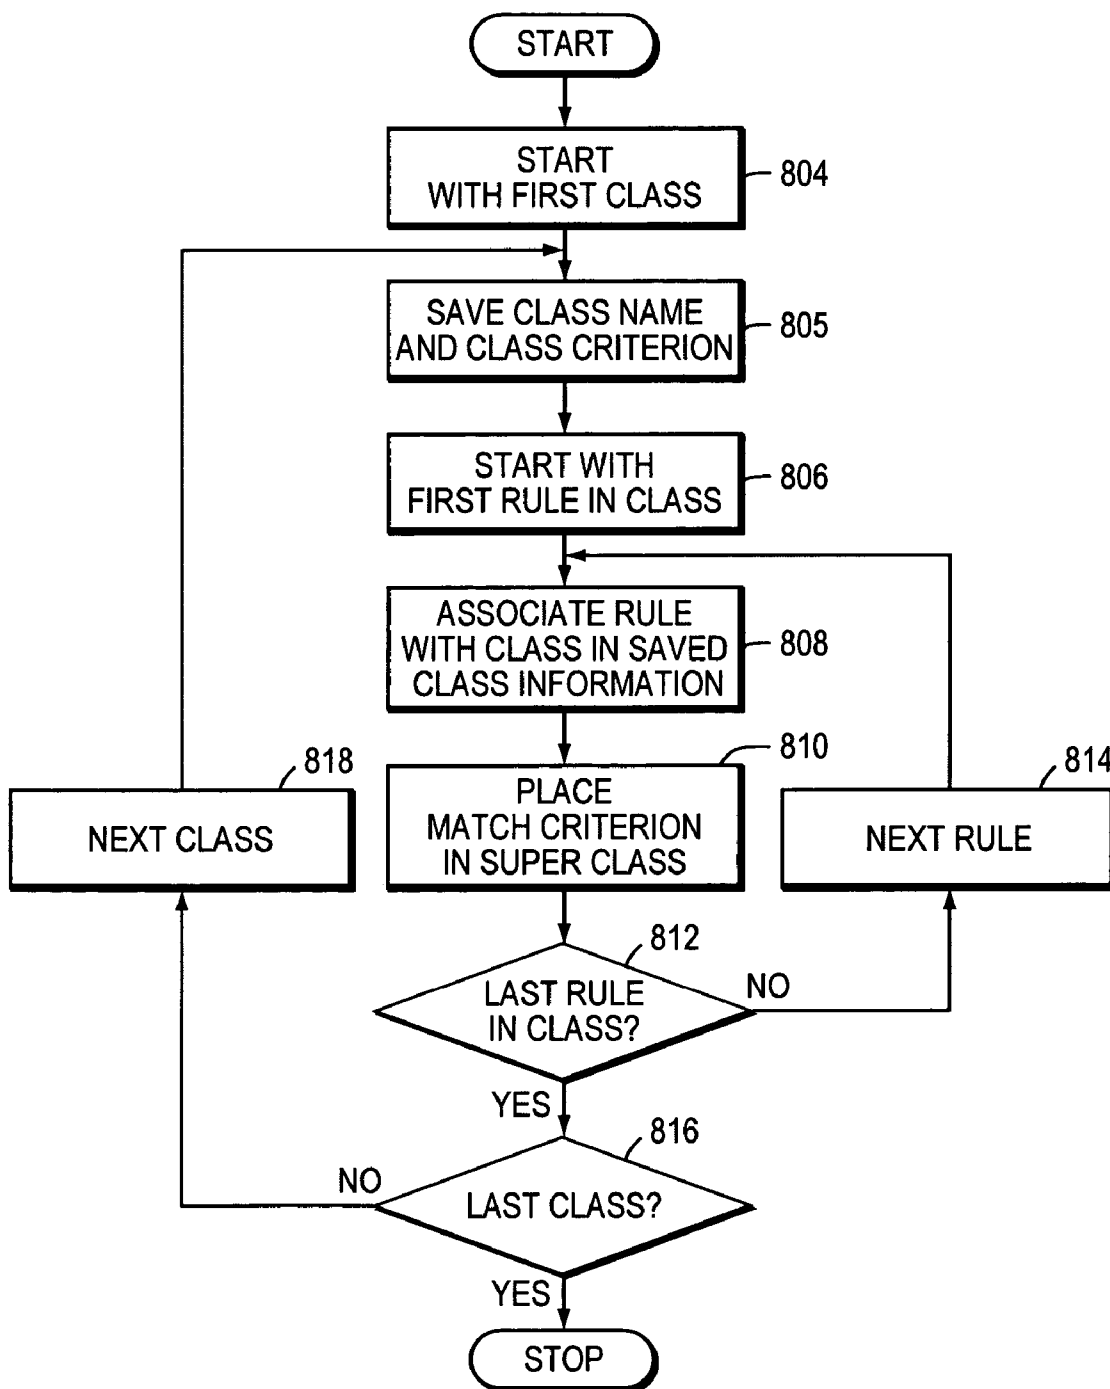 START
START
WITH FIRST CLASS
804
SAVE CLASS NAME
AND CLASS CRITERION
805
START WITH
FIRST RULE IN CLASS
806
ASSOCIATE RULE
WITH CLASS IN SAVED
CLASS INFORMATION
808
PLACE
MATCH CRITERION
IN SUPER CLASS
810
818
NEXT CLASS
814
NEXT RULE
812
LAST RULE
IN CLASS?
NO
YES
816
LAST CLASS?
NO
YES
STOP